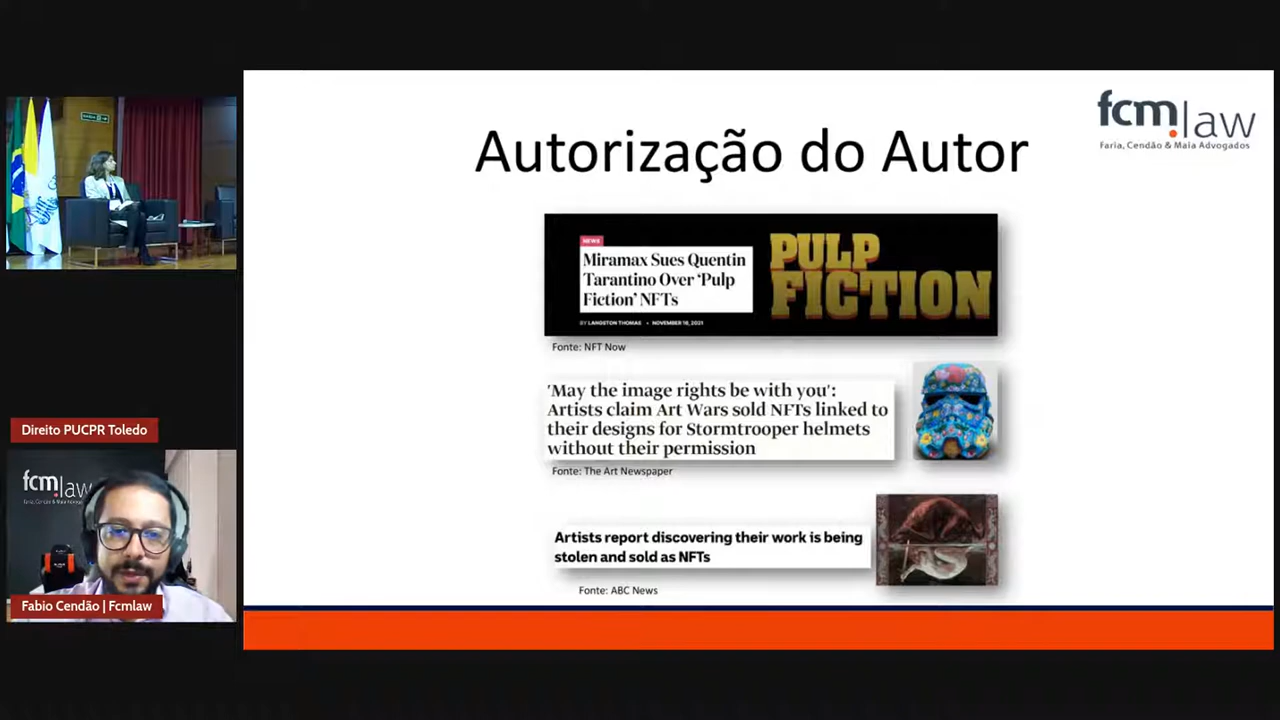 fcm.law
Faria, Cendão & Maia Advogados
Autorização do Autor
NEWS
Miramax Sues Quentin
Tarantino Over ‘Pulp
Fiction’ NFTs
BY LANGSTON THOMAS • NOVEMBER 16, 2021
PULP
FICTION
Fonte: NFT Now
'May the image rights be with you':
Artists claim Art Wars sold NFTs linked to
their designs for Stormtrooper helmets
without their permission
Fonte: The Art Newspaper
Artists report discovering their work is being
stolen and sold as NFTs
Fonte: ABC News
Direito PUCPR Toledo
fcm.law
Fabio Cendão | Fcmlaw